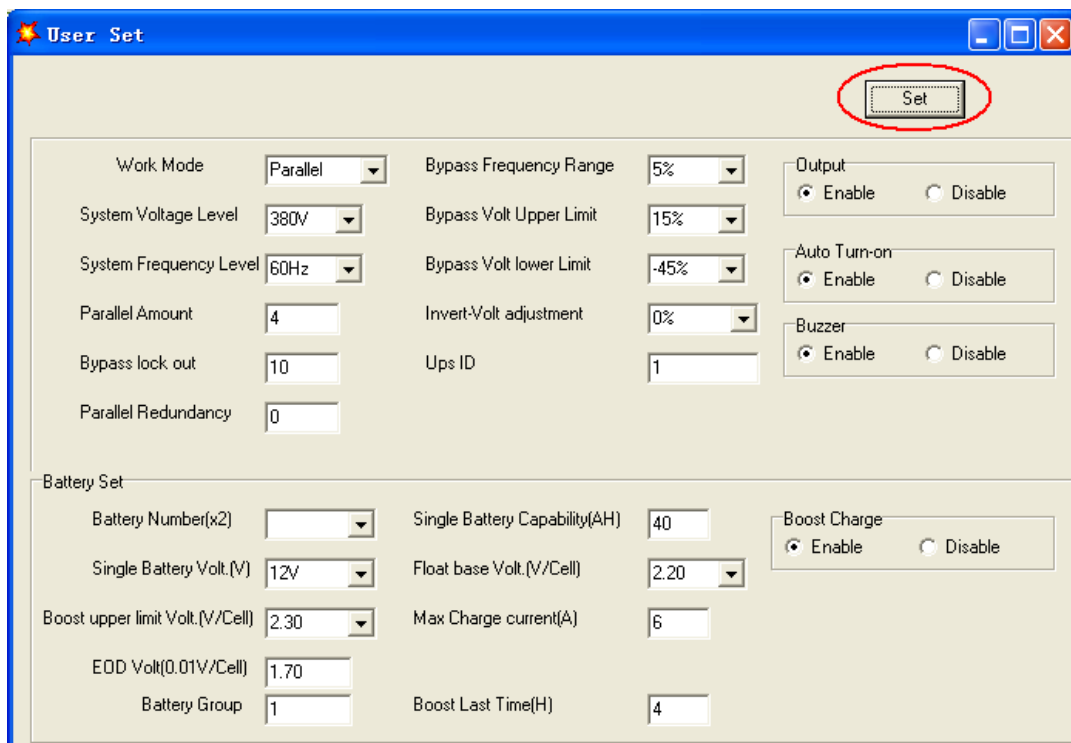 User Set
Set
Work Mode Parallel Bypass Frequency Range 5% Output
Enable Disable
System Voltage Level 380V Bypass Volt Upper Limit 15%
System Frequency Level 60Hz Bypass Volt lower Limit -45% Auto Turn-on
Enable Disable
Parallel Amount 4 Invert-Volt adjustment 0% Buzzer
Enable Disable
Bypass lock out 10 Ups ID 1
Parallel Redundancy 0
Battery Set
Battery Number(x2) Single Battery Capability(AH) 40 Boost Charge
Enable Disable
Single Battery Volt.(V) 12V Float base Volt.(V/Cell) 2.20
Boost upper limit Volt.(V/Cell) 2.30 Max Charge current(A) 6
EOD Volt(0.01V/Cell) 1.70
Battery Group 1 Boost Last Time(H) 4